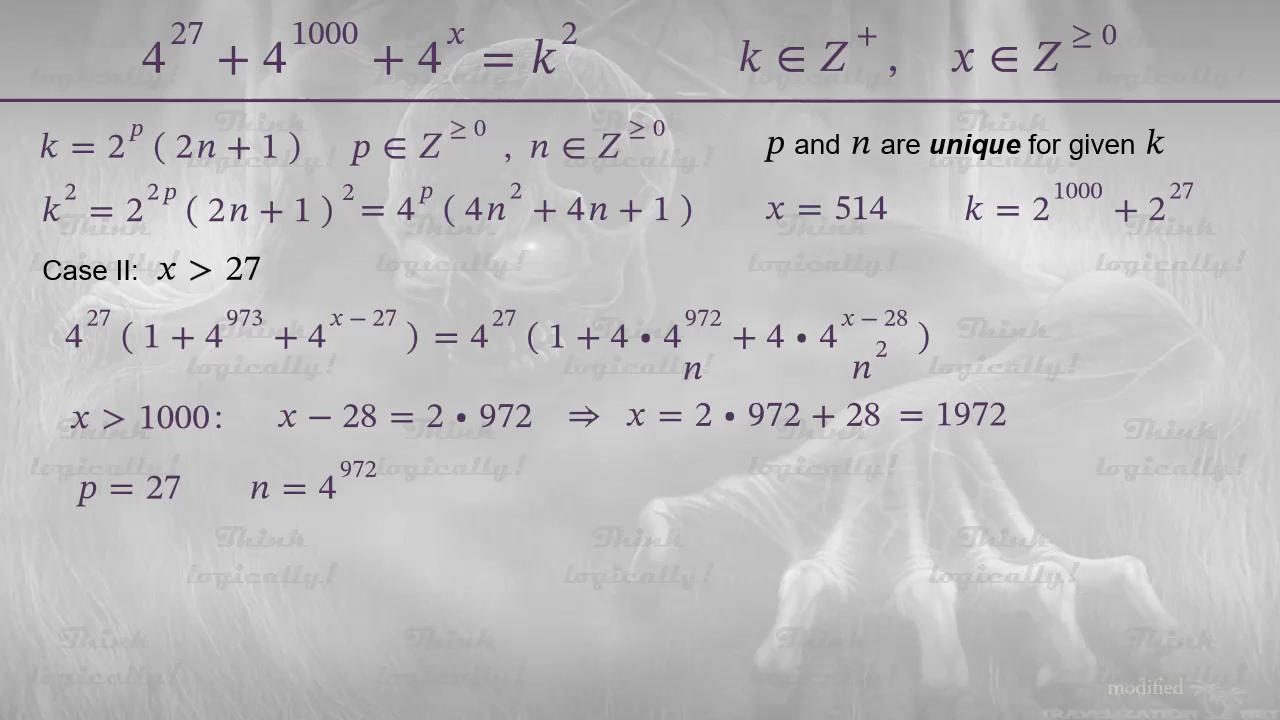 4^27 + 4^1000 + 4^x = k^2 k ∈ Z^+ , x ∈ Z^≥ 0
k = 2^p ( 2n + 1 ) p ∈ Z^≥ 0 , n ∈ Z^≥ 0 p and n are unique for given k
k^2 = 2^2p ( 2n + 1 )^2 = 4^p ( 4n^2 + 4n + 1 ) x = 514 k = 2^1000 + 2^27
Case II: x > 27
4^27 ( 1 + 4^973 + 4^x − 27 ) = 4^27 ( 1 + 4 • 4^972 + 4 • 4^x − 28 )
n n^2
x > 1000: x − 28 = 2 • 972 ⇒ x = 2 • 972 + 28 = 1972
p = 27 n = 4^972
Think logically!
modified